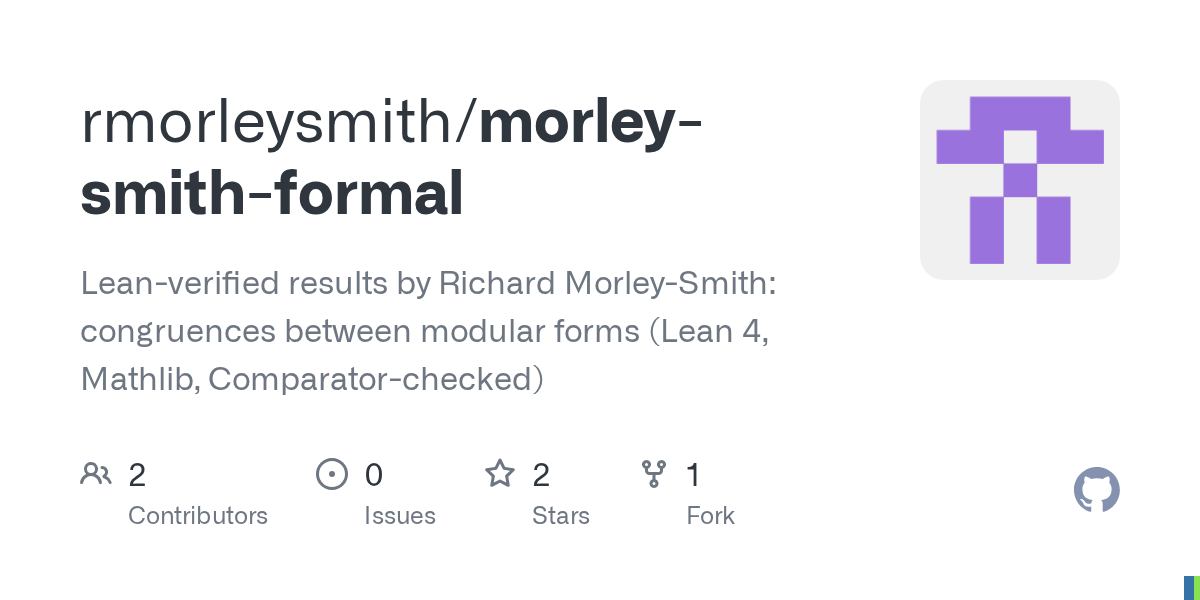 rmorleysmith/morley-
smith-formal
Lean-verified results by Richard Morley-Smith:
congruences between modular forms (Lean 4,
Mathlib, Comparator-checked)
2 0 2 1
Contributors Issues Stars Fork